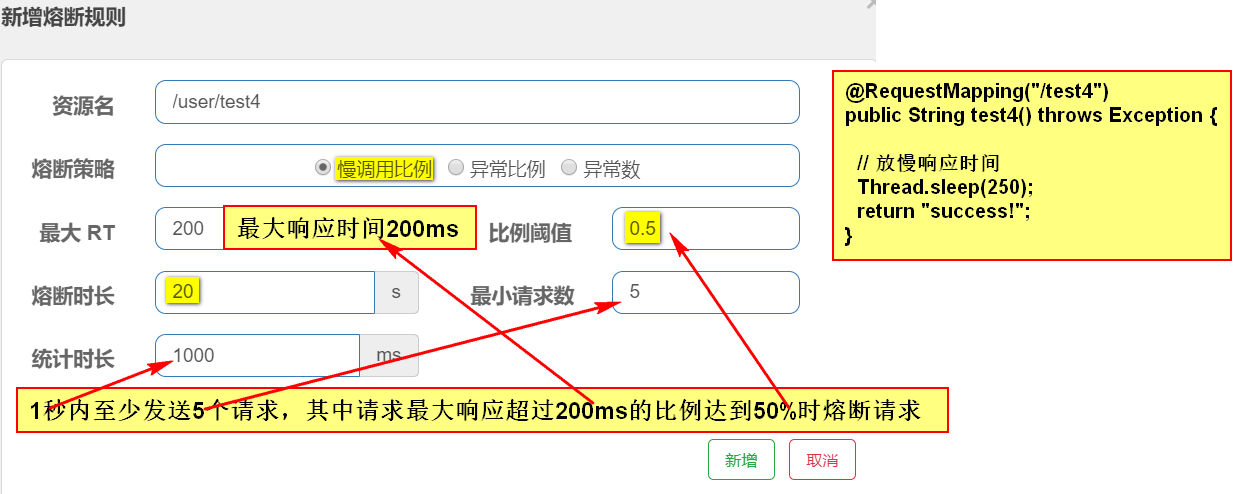 新增熔断规则
资源名 /user/test4
熔断策略 慢调用比例 异常比例 异常数
最大 RT 200 最大响应时间200ms 比例阈值 0.5
熔断时长 20 s 最小请求数 5
统计时长 1000 ms
1秒内至少发送5个请求，其中请求最大响应超过200ms的比例达到50%时熔断请求
新增 取消
@RequestMapping("/test4")
public String test4() throws Exception {
// 放慢响应时间
Thread.sleep(250);
return "success!";
}